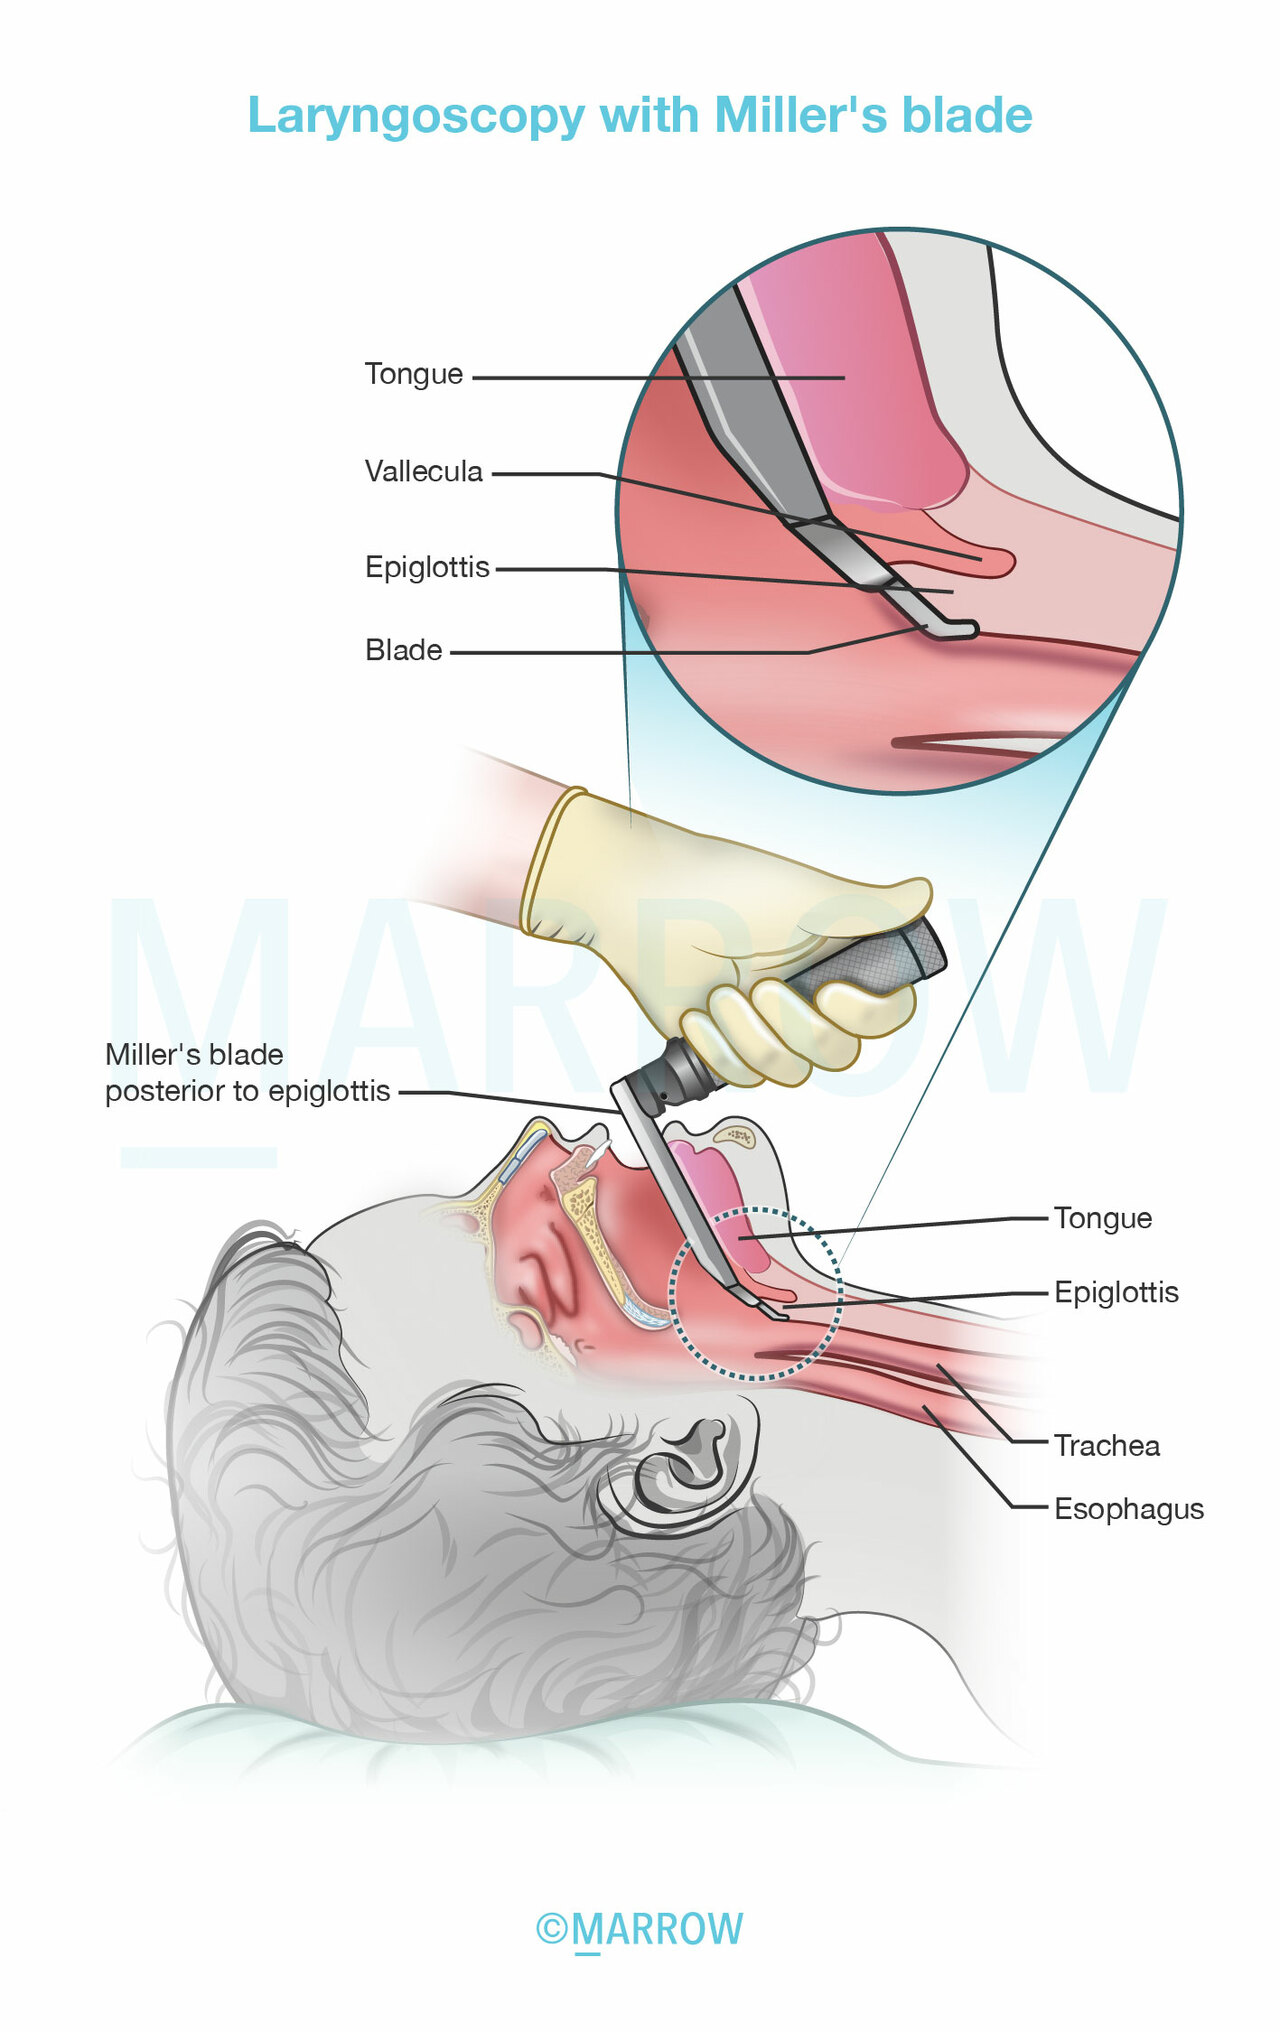 Laryngoscopy with Miller's blade
Tongue
Vallecula
Epiglottis
Blade
MARROW
Miller's blade
posterior to epiglottis
Tongue
Epiglottis
Trachea
Esophagus
©MARROW